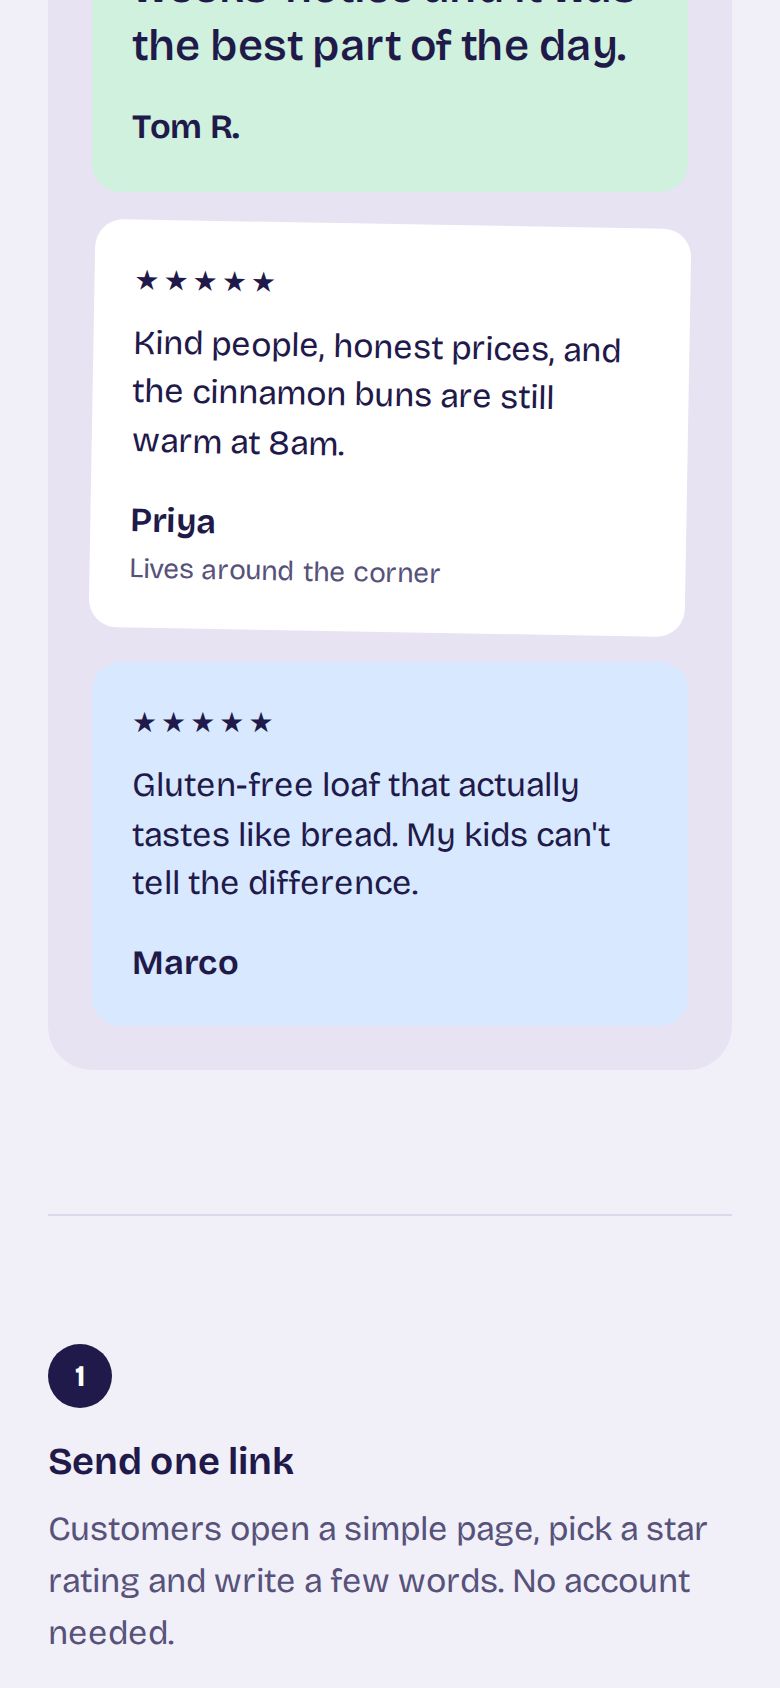 the best part of the day.
Tom R.
★★★★★
Kind people, honest prices, and
the cinnamon buns are still
warm at 8am.
Priya
Lives around the corner
★★★★★
Gluten-free loaf that actually
tastes like bread. My kids can't
tell the difference.
Marco
1
Send one link
Customers open a simple page, pick a star
rating and write a few words. No account
needed.